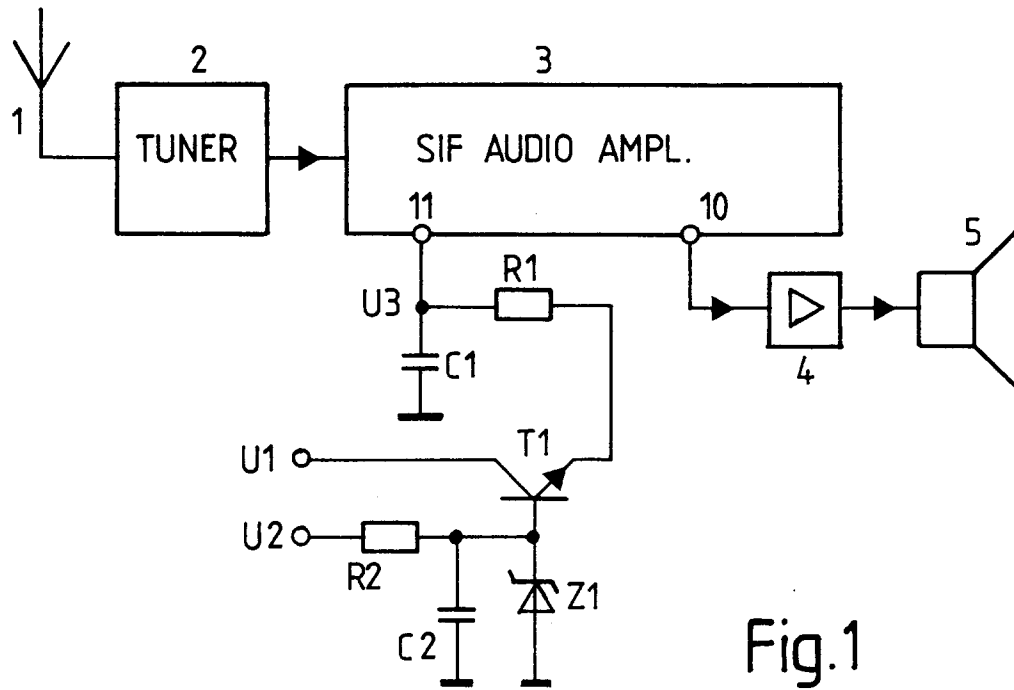 2 3
1 TUNER SIF AUDIO AMPL.
11 10
5
R1
U3
C1
4
T1
U1
U2
R2 Z1
C2
Fig.1